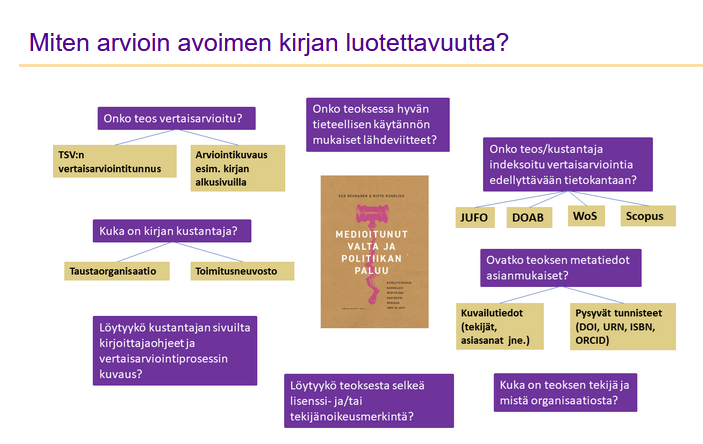 Miten arvioin avoimen kirjan luotettavuutta?
Onko teos vertaisarvioitu?
TSV:n
vertaisarviointitunnus
Arviointikuvaus
esim. kirjan
alkusivuilla
Onko teoksessa hyvän
tieteellisen käytännön
mukaiset lähdeviitteet?
Onko teos/kustantaja
indeksoitu vertaisarviointia
edellyttävään tietokantaan?
JUFO
DOAB
WoS
Scopus
Kuka on kirjan kustantaja?
Taustaorganisaatio
Toimitusneuvosto
MEDIOITUNUT
VALTA JA
POLITIIKAN
PALUU
Ovatko teoksen metatiedot
asianmukaiset?
Kuvailutiedot
(tekijät,
asiasanat jne.)
Pysyvät tunnisteet
(DOI, URN, ISBN,
ORCID)
Löytyykö kustantajan sivuilta
kirjoittajaohjeet ja
vertaisarviointiprosessin
kuvaus?
Löytyykö teoksesta selkeä
lisenssi- ja/tai
tekijänoikeusmerkintä?
Kuka on teoksen tekijä ja
mistä organisaatiosta?